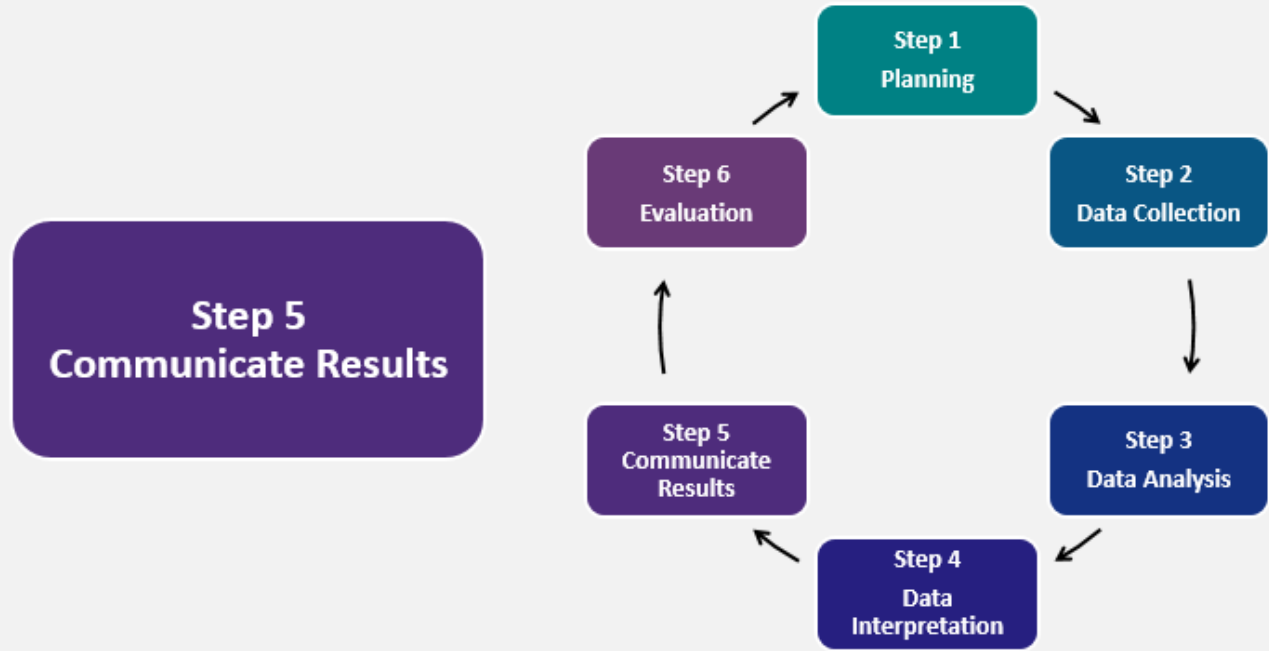 Step 5
Communicate Results
Step 1
Planning
Step 2
Data Collection
Step 3
Data Analysis
Step 4
Data
Interpretation
Step 5
Communicate
Results
Step 6
Evaluation